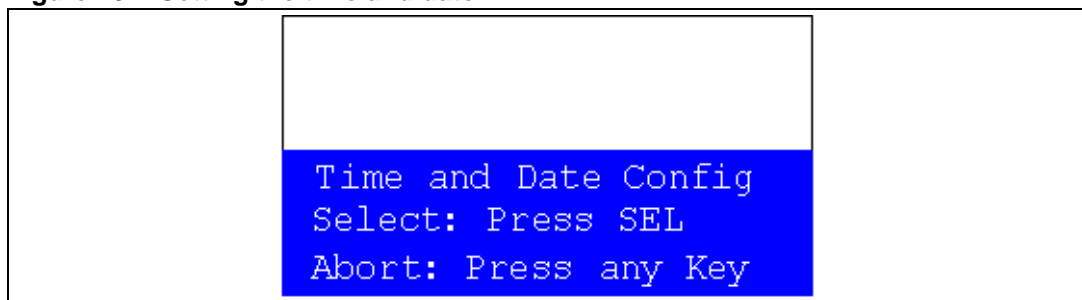 Time and Date Config
Select: Press SEL
Abort: Press any Key